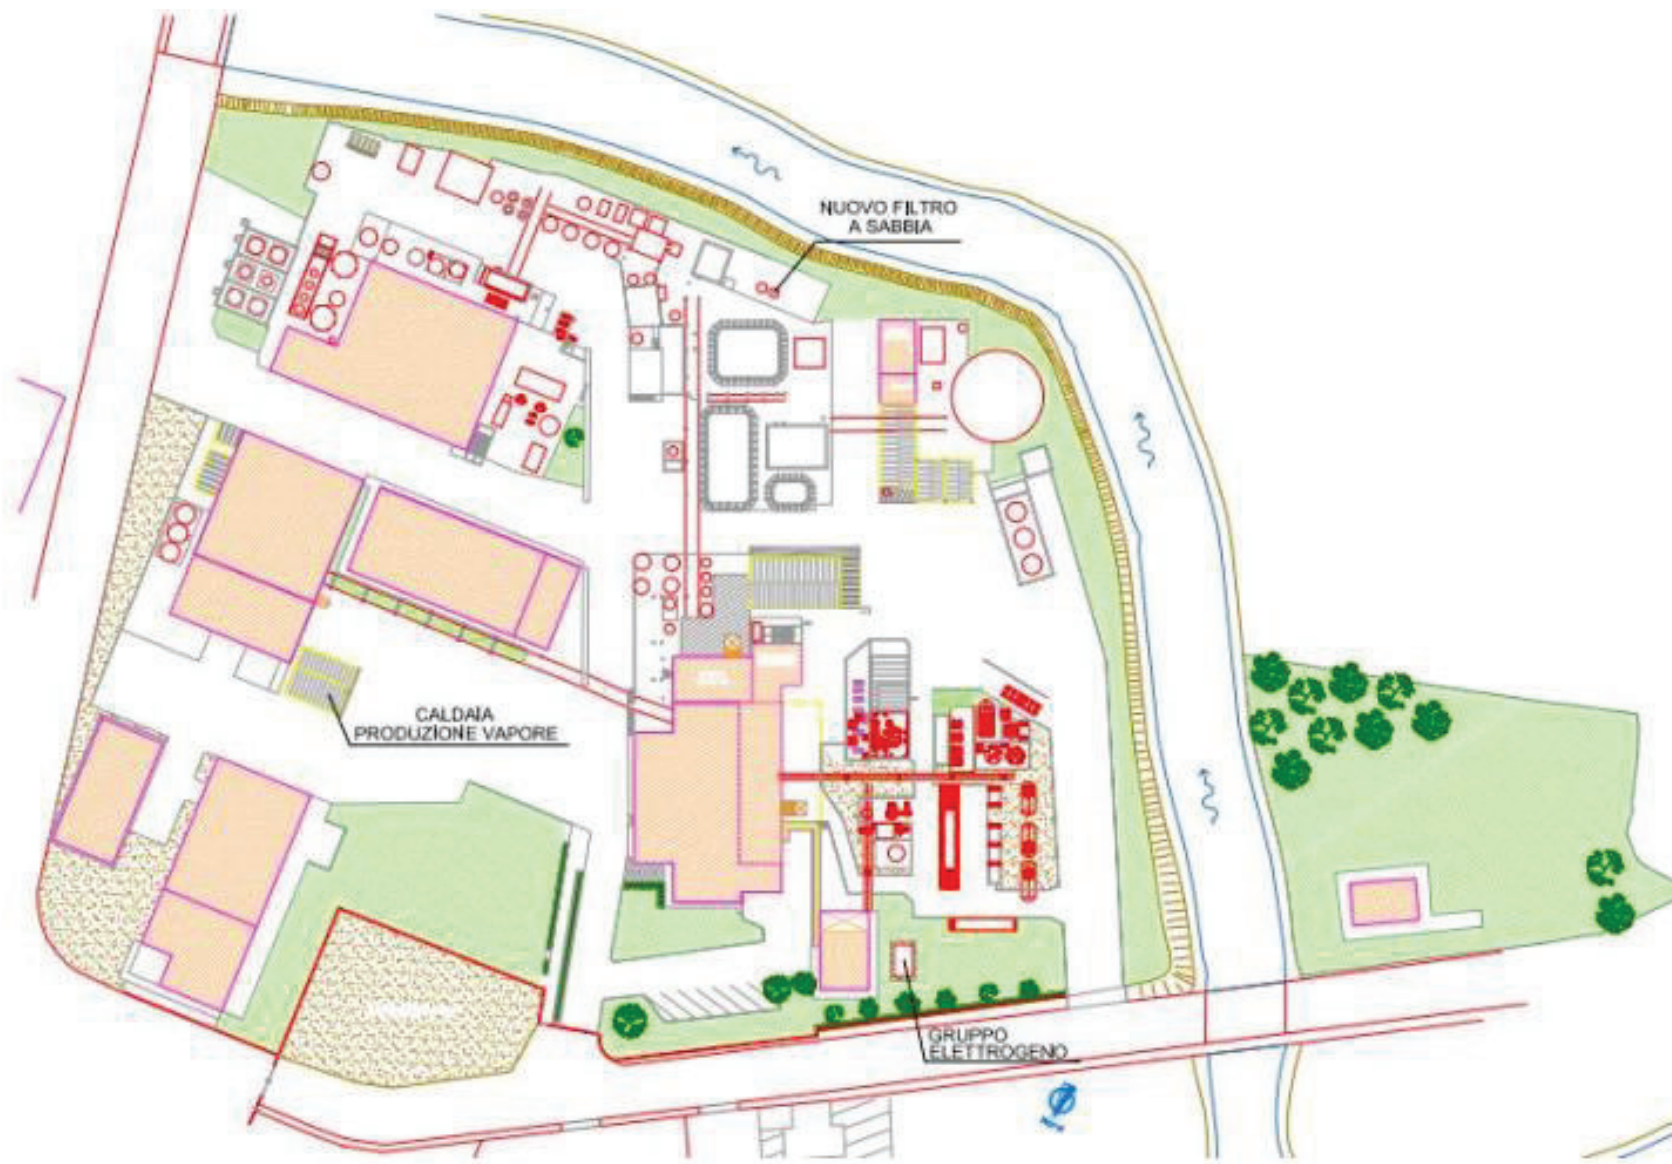 NUOVO FILTRO
A SABBIA
CALDAIA
PRODUZIONE VAPORE
GRUPPO
ELETTROGENO